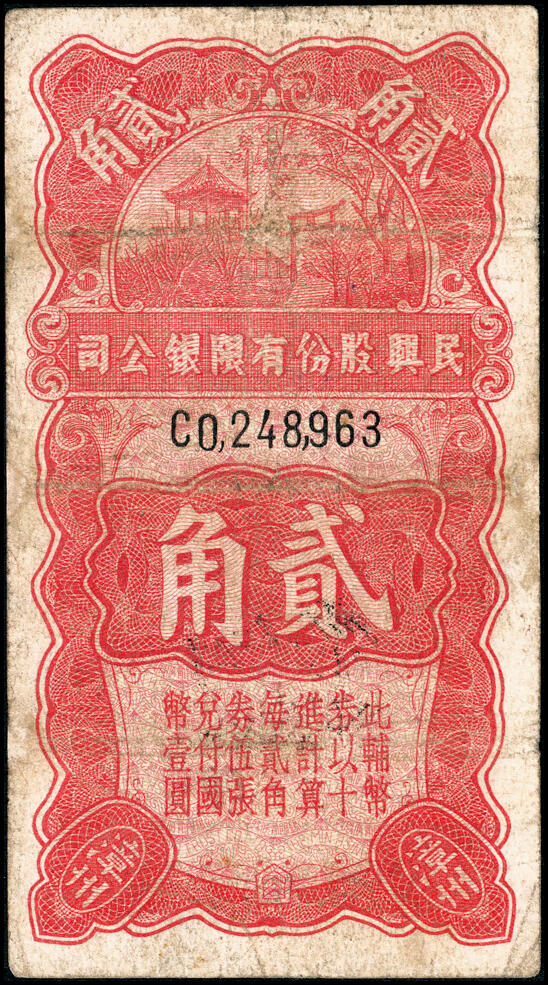 貳角
貳角
民興股份有限銀公司
C0,248,963
貳角
此輔幣
券以十
進計算
每貳角
券伍張
兌付國
幣壹圓